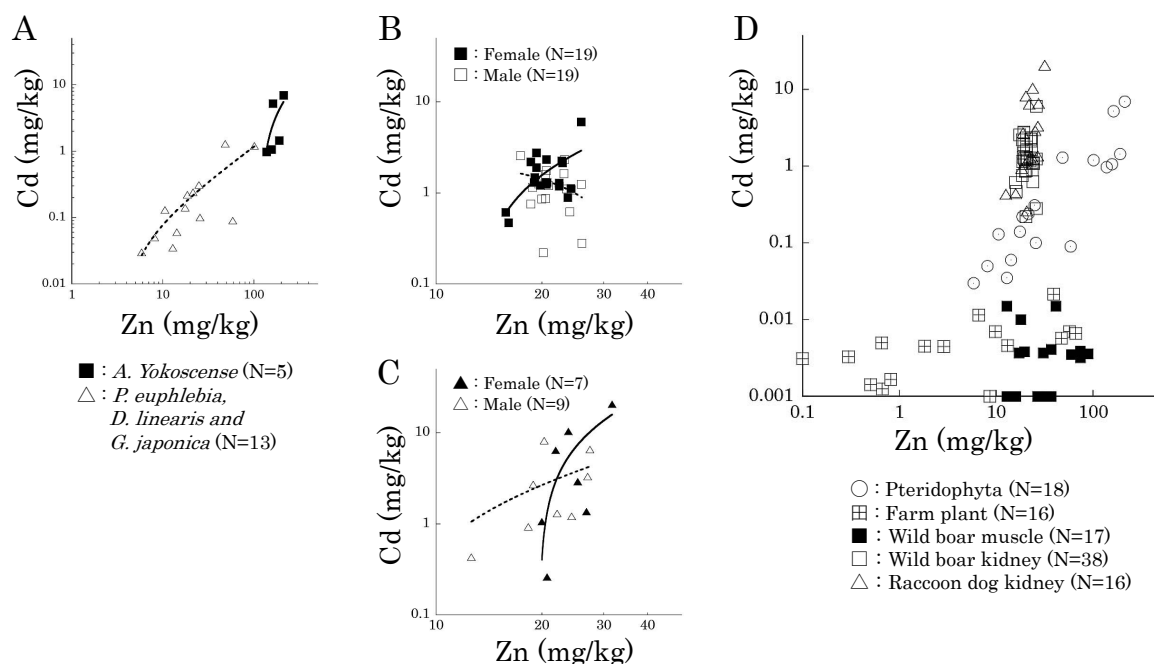 A
Cd (mg/kg)
10
1
0.1
0.01
1
10
100
Zn (mg/kg)
■ : A. Yokoscense (N=5)
△ : P. euphlebia,
D. linearis and
G. japonica (N=13)
B
■ : Female (N=19)
□ : Male (N=19)
Cd (mg/kg)
10
1
0.1
10
20
30
40
Zn (mg/kg)
C
▲ : Female (N=7)
△ : Male (N=9)
Cd (mg/kg)
10
1
0.1
10
20
30
40
Zn (mg/kg)
D
Cd (mg/kg)
10
1
0.1
0.01
0.001
0.1
1
10
100
Zn (mg/kg)
○ : Pteridophyta (N=18)
⊞ : Farm plant (N=16)
■ : Wild boar muscle (N=17)
□ : Wild boar kidney (N=38)
△ : Raccoon dog kidney (N=16)